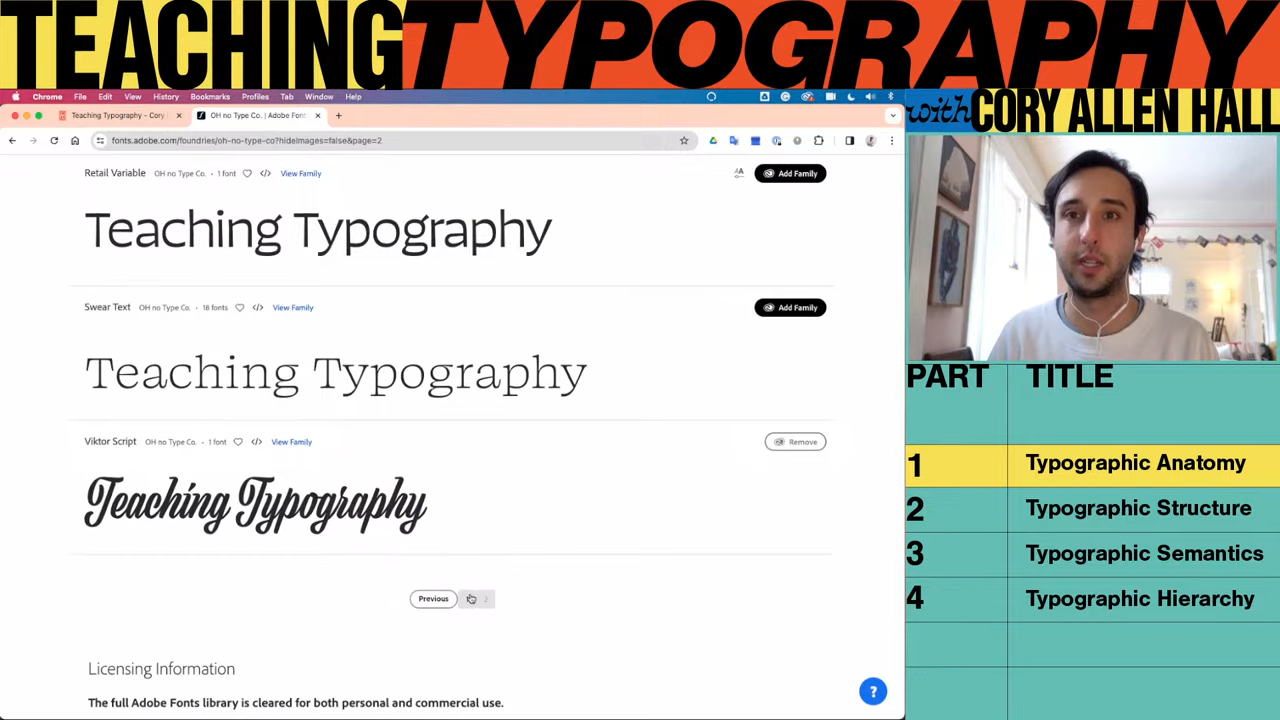 TEACHING TYPOGRAPHY
with CORY ALLEN HALL
Chrome File Edit View History Bookmarks Profiles Tab Window Help
Teaching Typography - Cory
OH no Type Co. | Adobe Font
fonts.adobe.com/foundries/oh-no-type-co?hideImages=false&page=2
Retail Variable OH no Type Co. • 1 font </> View Family
Add Family
Teaching Typography
Swear Text OH no Type Co. • 18 fonts </> View Family
Add Family
Teaching Typography
Viktor Script OH no Type Co. • 1 font </> View Family
Remove
Teaching Typography
Previous 2
Licensing Information
The full Adobe Fonts library is cleared for both personal and commercial use.
?
PART TITLE
1 Typographic Anatomy
2 Typographic Structure
3 Typographic Semantics
4 Typographic Hierarchy